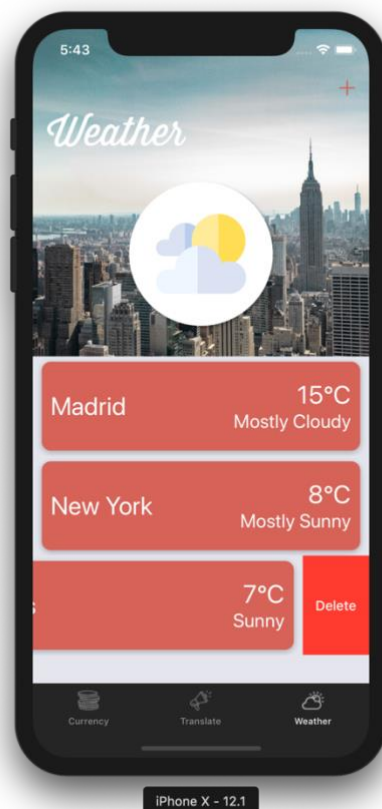 5:43
+
Weather
Madrid
15°C
Mostly Cloudy
New York
8°C
Mostly Sunny
s
7°C
Sunny
Delete
Currency
Translate
Weather
iPhone X - 12.1